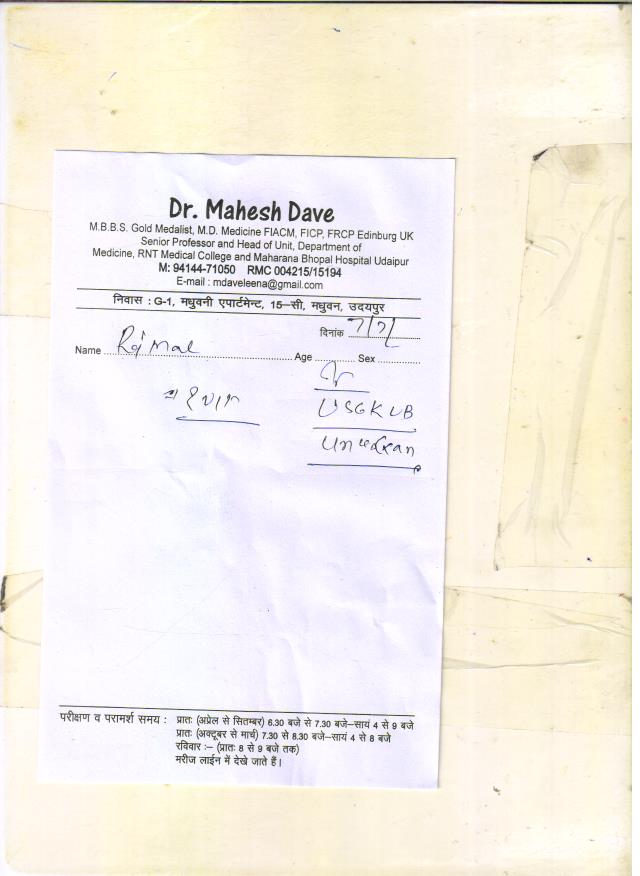 Dr. Mahesh Dave
M.B.B.S. Gold Medalist, M.D. Medicine FIACM, FICP, FRCP Edinburg UK
Senior Professor and Head of Unit, Department of
Medicine, RNT Medical College and Maharana Bhopal Hospital Udaipur
M: 94144-71050 RMC 004215/15194
E-mail : mdaveleena@gmail.com
निवास : G-1, मधुवनी एपार्टमेन्ट, 15–सी, मधुवन, उदयपुर
दिनांक 7/7/
Name Raj mal Age Sex
USG KUB
परीक्षण व परामर्श समय : प्रातः (अप्रेल से सितम्बर) 6.30 बजे से 7.30 बजे–सायं 4 से 9 बजे
प्रातः (अक्टूबर से मार्च) 7.30 से 8.30 बजे–सायं 4 से 8 बजे
रविवार :– (प्रातः 8 से 9 बजे तक)
मरीज लाईन में देखे जाते हैं।